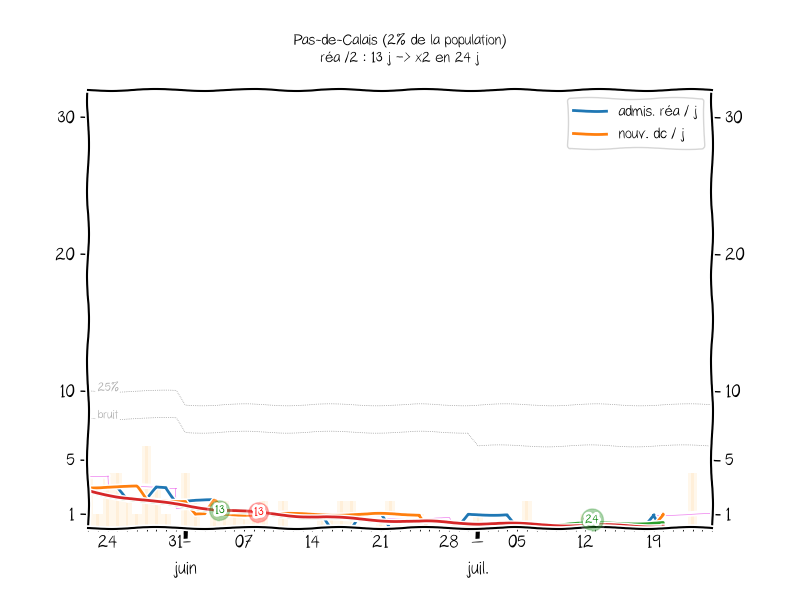 Pas-de-Calais (2% de la population)
réa /2 : 13 j -> x2 en 24 j
admis. réa / j
nouv. dc / j
30
30
20
20
10
10
25%
bruit
5
5
1
1
13
13
24
24 31 07 14 21 28 05 12 19
juin juil.